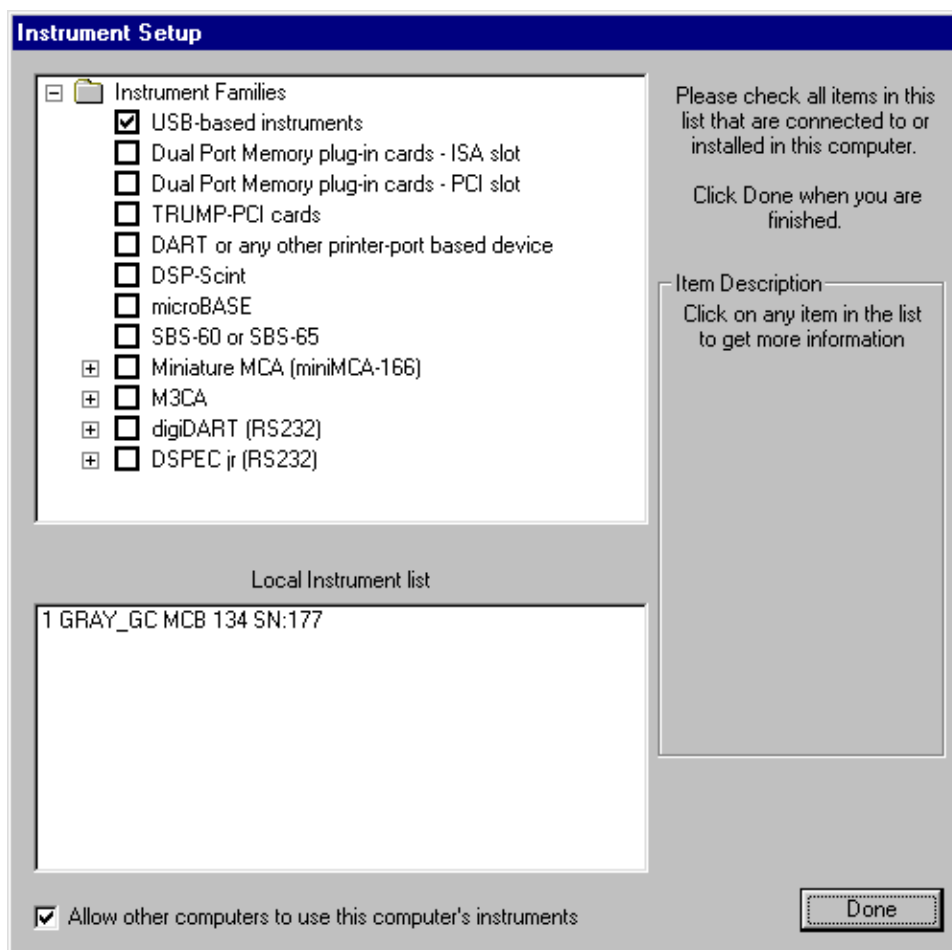 Instrument Setup
Instrument Families
USB-based instruments
Dual Port Memory plug-in cards - ISA slot
Dual Port Memory plug-in cards - PCI slot
TRUMP-PCI cards
DART or any other printer-port based device
DSP-Scint
microBASE
SBS-60 or SBS-65
Miniature MCA (miniMCA-166)
M3CA
digiDART (RS232)
DSPEC jr (RS232)
Please check all items in this
list that are connected to or
installed in this computer.
Click Done when you are
finished.
Item Description
Click on any item in the list
to get more information
Local Instrument list
1 GRAY_GC MCB 134 SN:177
Allow other computers to use this computer's instruments
Done